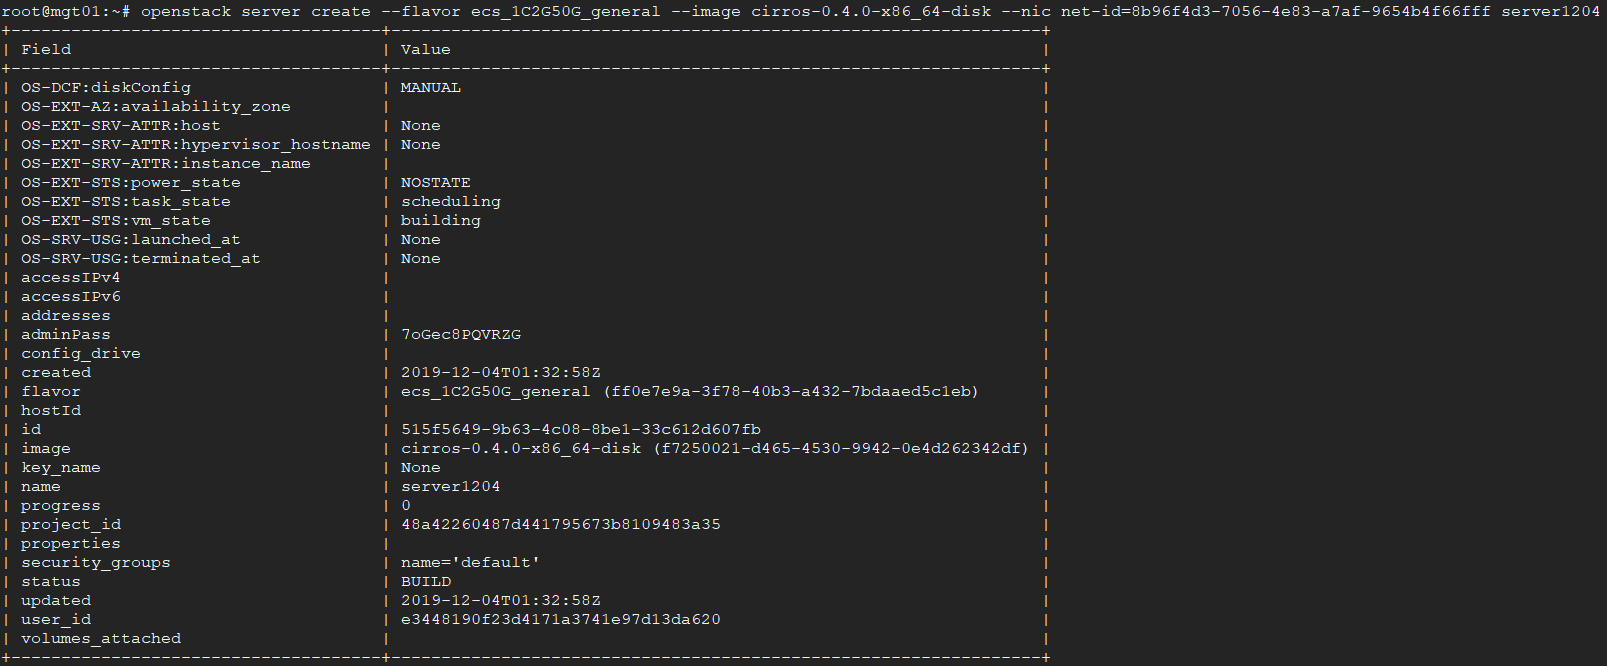 root@mgt01:~# openstack server create --flavor ecs_1C2G50G_general --image cirros-0.4.0-x86_64-disk --nic net-id=8b96f4d3-7056-4e83-a7af-9654b4f66fff server1204
+-------------------------------------+-----------------------------------------------------------------+
| Field                               | Value                                                           |
+-------------------------------------+-----------------------------------------------------------------+
| OS-DCF:diskConfig                   | MANUAL                                                          |
| OS-EXT-AZ:availability_zone         |                                                                 |
| OS-EXT-SRV-ATTR:host                | None                                                            |
| OS-EXT-SRV-ATTR:hypervisor_hostname | None                                                            |
| OS-EXT-SRV-ATTR:instance_name       |                                                                 |
| OS-EXT-STS:power_state              | NOSTATE                                                         |
| OS-EXT-STS:task_state               | scheduling                                                      |
| OS-EXT-STS:vm_state                 | building                                                        |
| OS-SRV-USG:launched_at              | None                                                            |
| OS-SRV-USG:terminated_at            | None                                                            |
| accessIPv4                          |                                                                 |
| accessIPv6                          |                                                                 |
| addresses                           |                                                                 |
| adminPass                           | 7oGec8PQVRZG                                                    |
| config_drive                        |                                                                 |
| created                             | 2019-12-04T01:32:58Z                                            |
| flavor                              | ecs_1C2G50G_general (ff0e7e9a-3f78-40b3-a432-7bdaaed5c1eb)      |
| hostId                              |                                                                 |
| id                                  | 515f5649-9b63-4c08-8be1-33c612d607fb                            |
| image                               | cirros-0.4.0-x86_64-disk (f7250021-d465-4530-9942-0e4d262342df) |
| key_name                            | None                                                            |
| name                                | server1204                                                      |
| progress                            | 0                                                               |
| project_id                          | 48a42260487d441795673b8109483a35                                |
| properties                          |                                                                 |
| security_groups                     | name='default'                                                  |
| status                              | BUILD                                                           |
| updated                             | 2019-12-04T01:32:58Z                                            |
| user_id                             | e3448190f23d4171a3741e97d13da620                                |
| volumes_attached                    |                                                                 |
+-------------------------------------+-----------------------------------------------------------------+